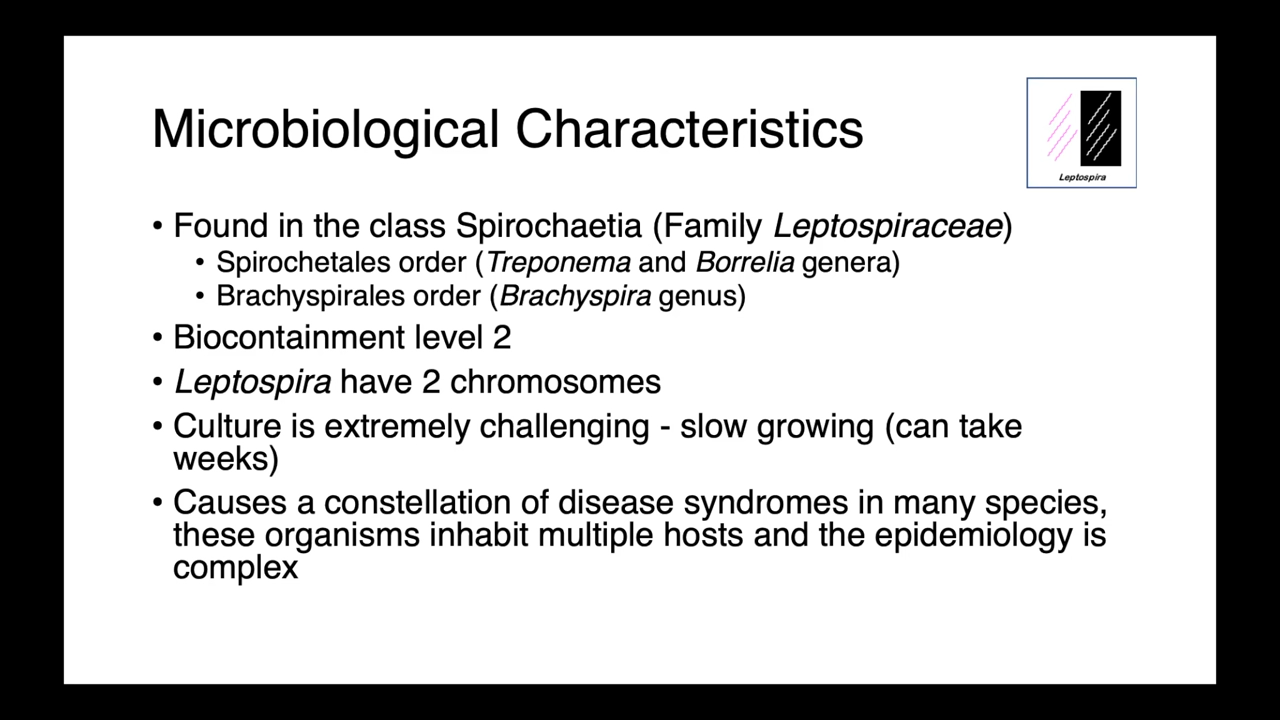 Microbiological Characteristics
Leptospira
• Found in the class Spirochaetia (Family Leptospiraceae)
• Spirochetales order (Treponema and Borrelia genera)
• Brachyspirales order (Brachyspira genus)
• Biocontainment level 2
• Leptospira have 2 chromosomes
• Culture is extremely challenging - slow growing (can take
weeks)
• Causes a constellation of disease syndromes in many species,
these organisms inhabit multiple hosts and the epidemiology is
complex